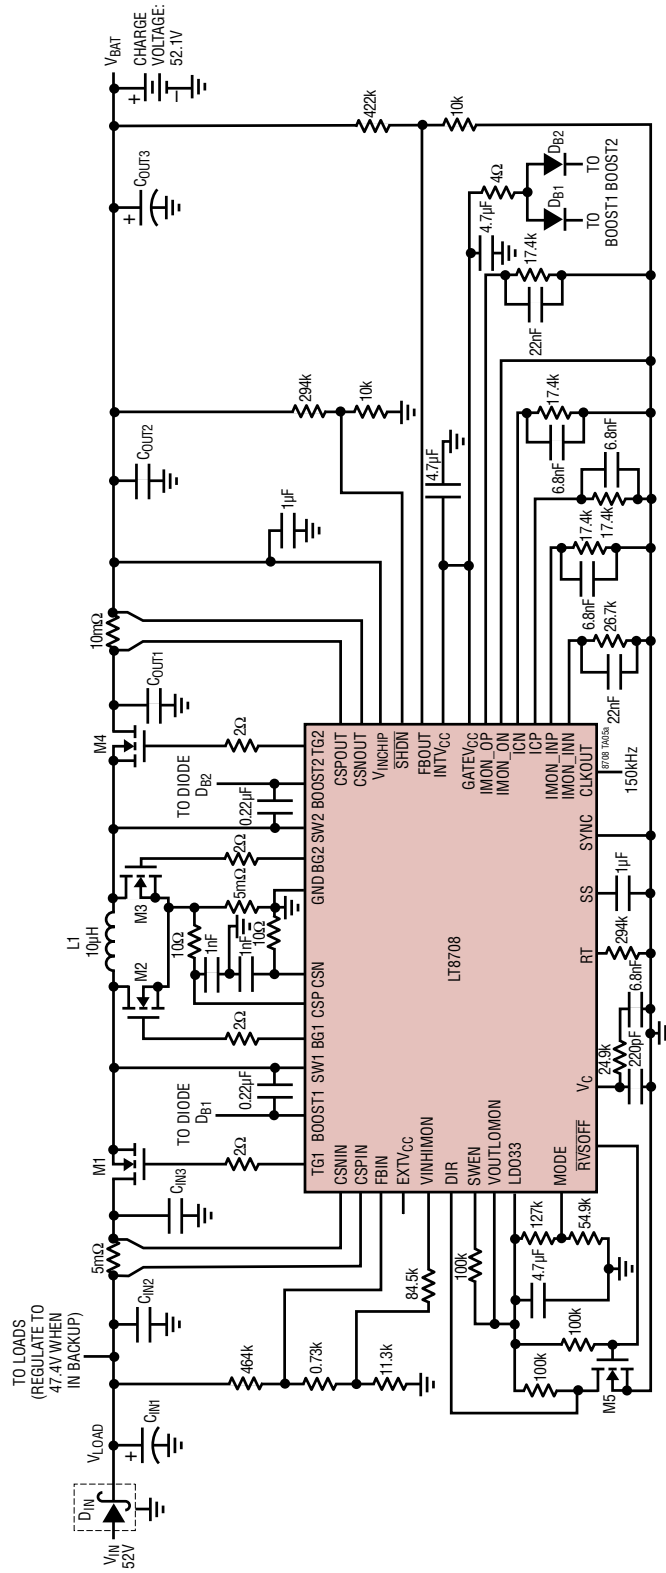 VIN
52V
DIN
VLOAD
CIN1
+
TO LOADS
(REGULATE TO
47.4V WHEN
IN BACKUP)
CIN2
5mΩ
CIN3
M1
2Ω
TO DIODE
DB1
0.22µF
M2
2Ω
L1
10µH
M3
10Ω
1nF
1nF
10Ω
5mΩ
2Ω
0.22µF
TO DIODE
DB2
M4
2Ω
COUT1
10mΩ
1µF
COUT2
294k
10k
COUT3
+
VBAT
+
–
CHARGE
VOLTAGE:
52.1V
422k
10k
464k
0.73k
11.3k
84.5k
TG1
BOOST1
SW1
BG1
CSP
CSN
GND
BG2
SW2
BOOST2
TG2
CSNIN
CSPIN
FBIN
EXTVCC
VINHIMON
DIR
SWEN
VOUTLOMON
LDO33
MODE
RVSOFF
LT8708
CSPOUT
CSNOUT
VINCHIP
SHDN
FBOUT
INTVCC
GATEVCC
IMON_OP
IMON_ON
ICN
ICP
IMON_INP
IMON_INN
CLKOUT
SYNC
SS
RT
VC
100k
100k
100k
M5
4.7µF
127k
54.9k
24.9k
220pF
6.8nF
294k
1µF
150kHz
8708 TA05a
22nF
26.7k
6.8nF
17.4k
17.4k
6.8nF
6.8nF
17.4k
4.7µF
22nF
17.4k
4.7µF
4Ω
DB1
DB2
TO
BOOST1
TO
BOOST2